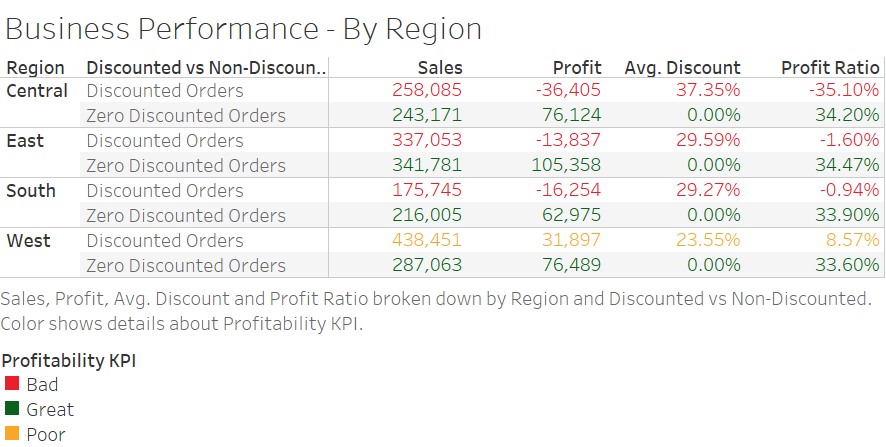 Business Performance - By Region
Region Discounted vs Non-Discoun.. Sales Profit Avg. Discount Profit Ratio
Central Discounted Orders 258,085 -36,405 37.35% -35.10%
Zero Discounted Orders 243,171 76,124 0.00% 34.20%
East Discounted Orders 337,053 -13,837 29.59% -1.60%
Zero Discounted Orders 341,781 105,358 0.00% 34.47%
South Discounted Orders 175,745 -16,254 29.27% -0.94%
Zero Discounted Orders 216,005 62,975 0.00% 33.90%
West Discounted Orders 438,451 31,897 23.55% 8.57%
Zero Discounted Orders 287,063 76,489 0.00% 33.60%
Sales, Profit, Avg. Discount and Profit Ratio broken down by Region and Discounted vs Non-Discounted.
Color shows details about Profitability KPI.
Profitability KPI
Bad
Great
Poor